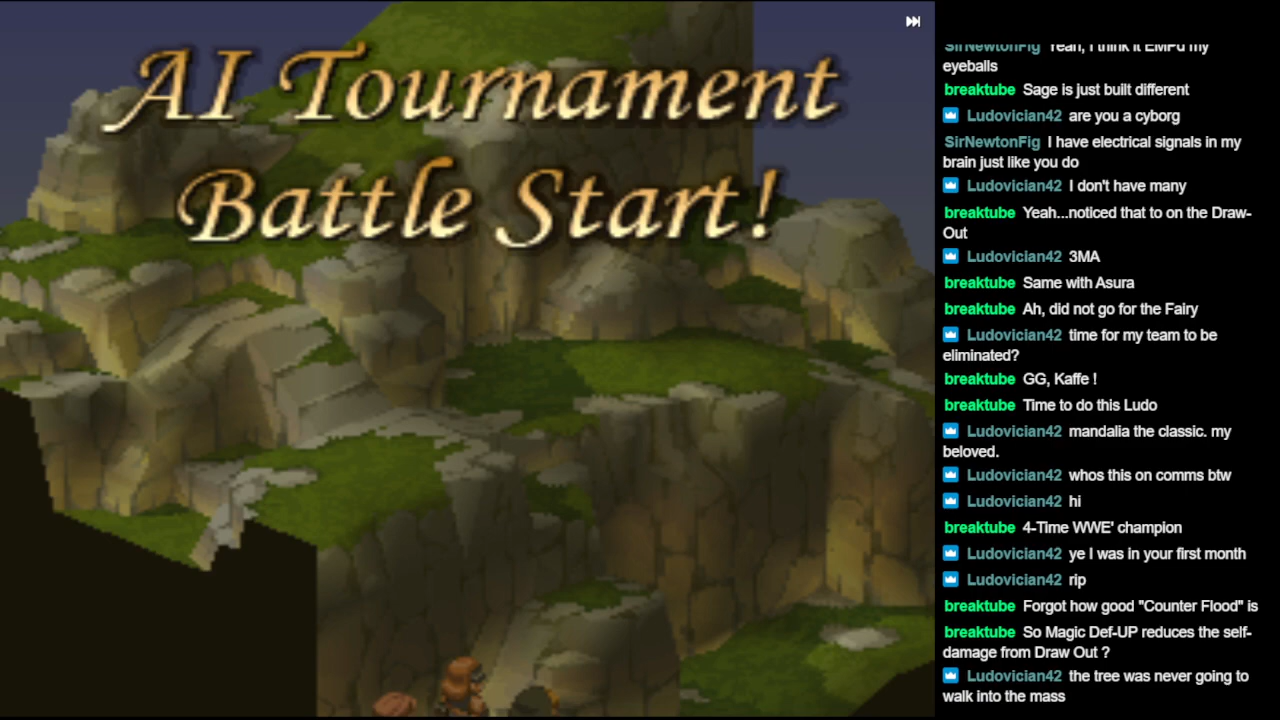 AI Tournament
Battle Start!
SirNewtonFig Yeah, I think it EMPd my
eyeballs
breaktube Sage is just built different
Ludovician42 are you a cyborg
SirNewtonFig I have electrical signals in my
brain just like you do
Ludovician42 I don't have many
breaktube Yeah...noticed that to on the Draw-
Out
Ludovician42 3MA
breaktube Same with Asura
breaktube Ah, did not go for the Fairy
Ludovician42 time for my team to be
eliminated?
breaktube GG, Kaffe !
breaktube Time to do this Ludo
Ludovician42 mandalia the classic. my
beloved.
Ludovician42 whos this on comms btw
Ludovician42 hi
breaktube 4-Time WWE' champion
Ludovician42 ye I was in your first month
Ludovician42 rip
breaktube Forgot how good "Counter Flood" is
breaktube So Magic Def-UP reduces the self-
damage from Draw Out ?
Ludovician42 the tree was never going to
walk into the mass